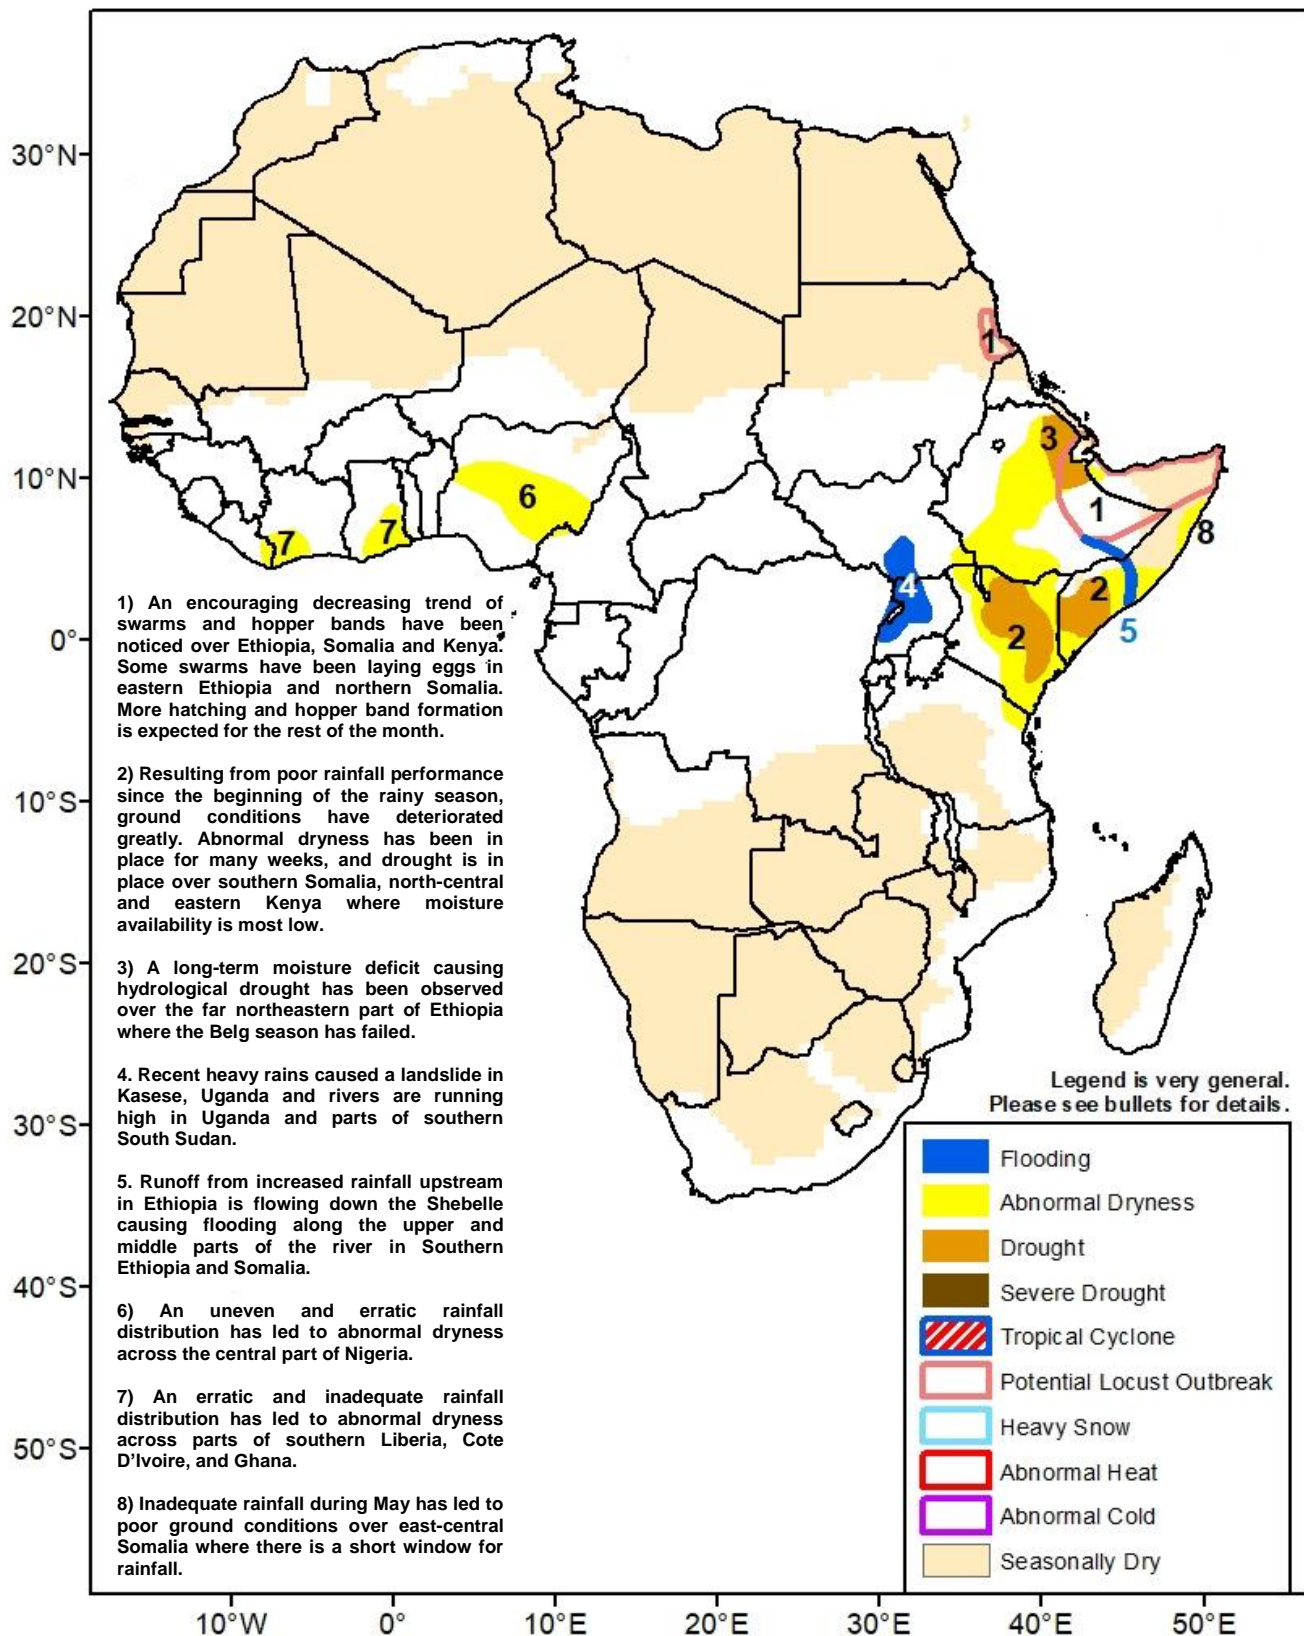 30°N
20°N
10°N
0°
10°S
20°S
30°S
40°S
50°S
1
3
1
8
6
7
7
4
2
2
5
1) An encouraging decreasing trend of
swarms and hopper bands have been
noticed over Ethiopia, Somalia and Kenya.
Some swarms have been laying eggs in
eastern Ethiopia and northern Somalia.
More hatching and hopper band formation
is expected for the rest of the month.
2) Resulting from poor rainfall performance
since the beginning of the rainy season,
ground conditions have deteriorated
greatly. Abnormal dryness has been in
place for many weeks, and drought is in
place over southern Somalia, north-central
and eastern Kenya where moisture
availability is most low.
3) A long-term moisture deficit causing
hydrological drought has been observed
over the far northeastern part of Ethiopia
where the Belg season has failed.
4. Recent heavy rains caused a landslide in
Kasese, Uganda and rivers are running
high in Uganda and parts of southern
South Sudan.
5. Runoff from increased rainfall upstream
in Ethiopia is flowing down the Shebelle
causing flooding along the upper and
middle parts of the river in Southern
Ethiopia and Somalia.
6) An uneven and erratic rainfall
distribution has led to abnormal dryness
across the central part of Nigeria.
7) An erratic and inadequate rainfall
distribution has led to abnormal dryness
across parts of southern Liberia, Cote
D'Ivoire, and Ghana.
8) Inadequate rainfall during May has led to
poor ground conditions over east-central
Somalia where there is a short window for
rainfall.
Legend is very general.
Please see bullets for details.
Flooding
Abnormal Dryness
Drought
Severe Drought
Tropical Cyclone
Potential Locust Outbreak
Heavy Snow
Abnormal Heat
Abnormal Cold
Seasonally Dry
10°W 0° 10°E 20°E 30°E 40°E 50°E